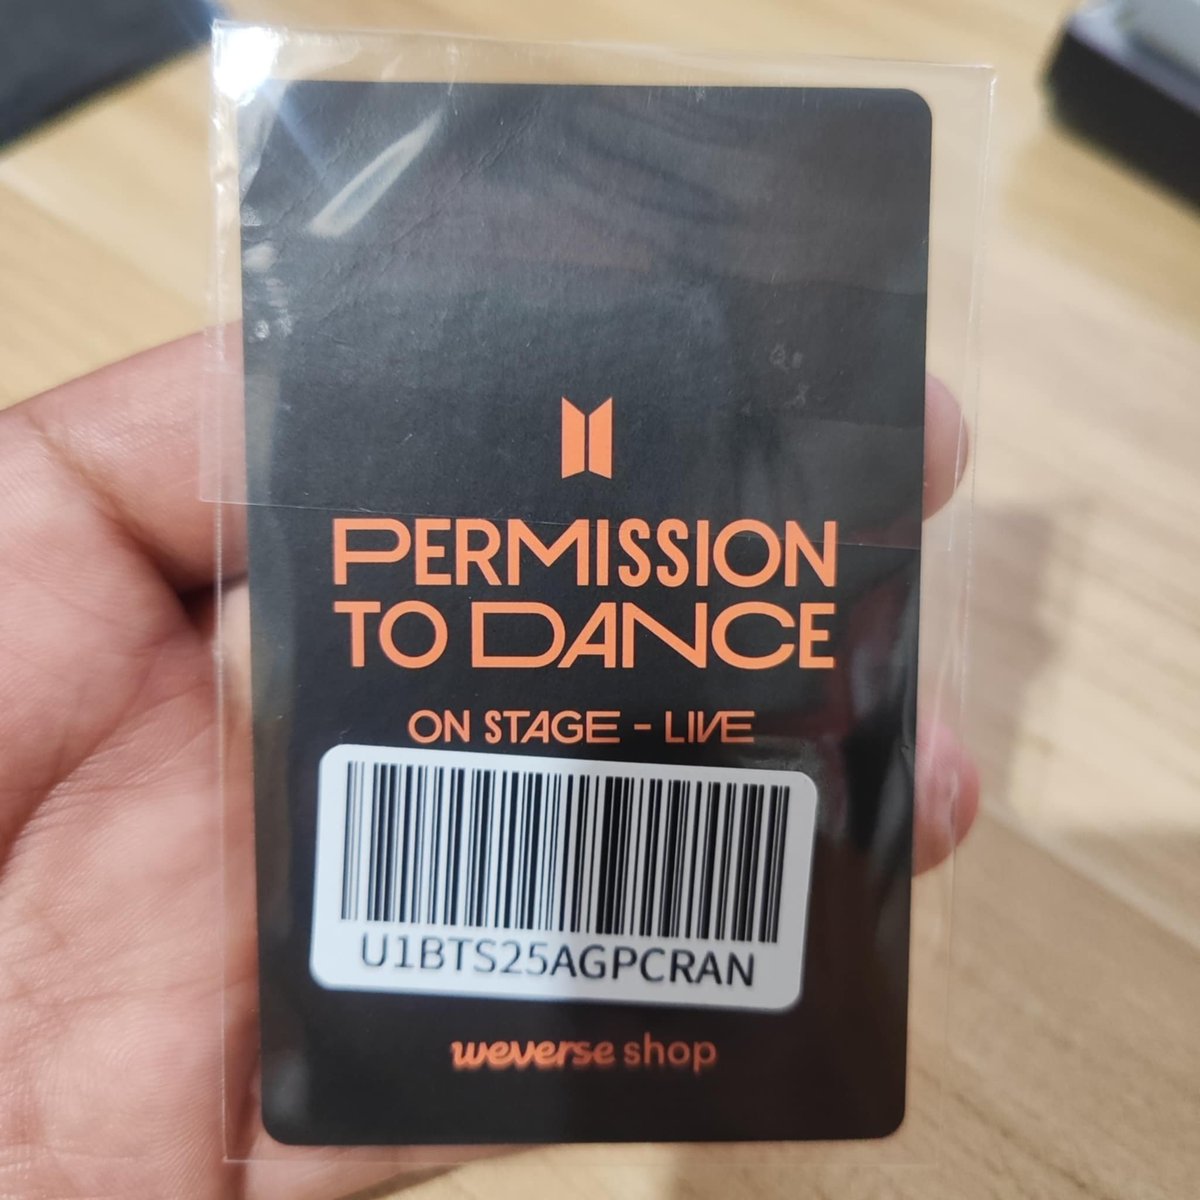 PERMISSION
TO DANCE
ON STAGE - LIVE
U1BTS25AGPCRAN
weverse shop